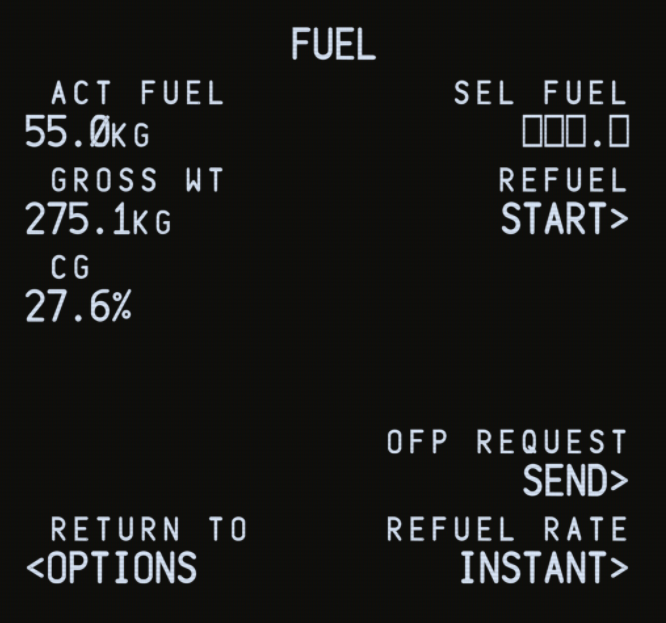 FUEL
ACT FUEL SEL FUEL
55.0KG □□□.□
GROSS WT REFUEL
275.1KG START>
CG
27.6%
OFP REQUEST
SEND>
RETURN TO REFUEL RATE
<OPTIONS INSTANT>